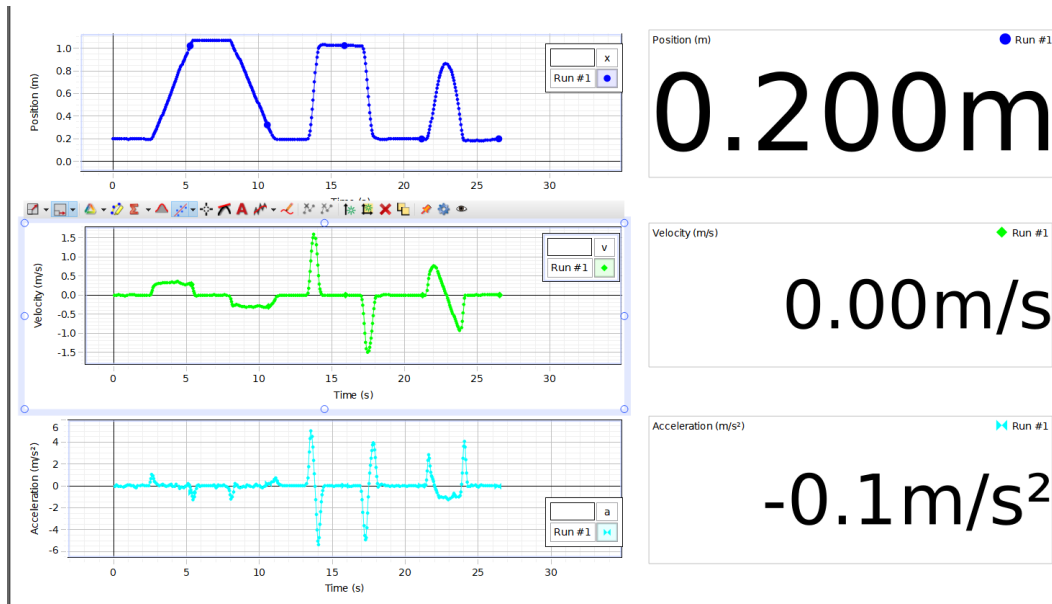 Position (m)
1.0
0.8
0.6
0.4
0.2
0.0
x
Run #1
0 5 10 15 20 25 30
Time (s)
Position (m) Run #1
0.200m
Velocity (m/s)
1.5
1.0
0.5
0.0
-0.5
-1.0
-1.5
v
Run #1
0 5 10 15 20 25 30
Time (s)
Velocity (m/s) Run #1
0.00m/s
Acceleration (m/s²)
6
4
2
0
-2
-4
-6
a
Run #1
0 5 10 15 20 25 30
Time (s)
Acceleration (m/s²) Run #1
-0.1m/s²